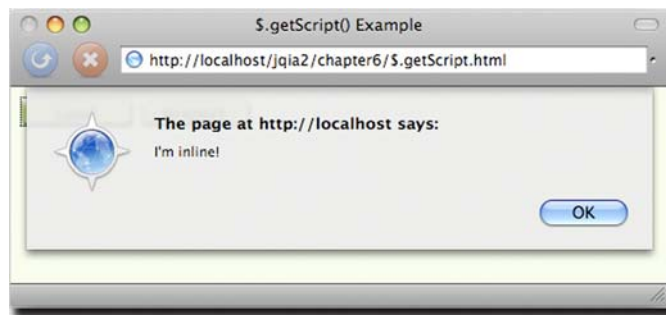 $.getScript() Example
http://localhost/jqia2/chapter6/$.getScript.html
The page at http://localhost says:
I'm inline!
OK